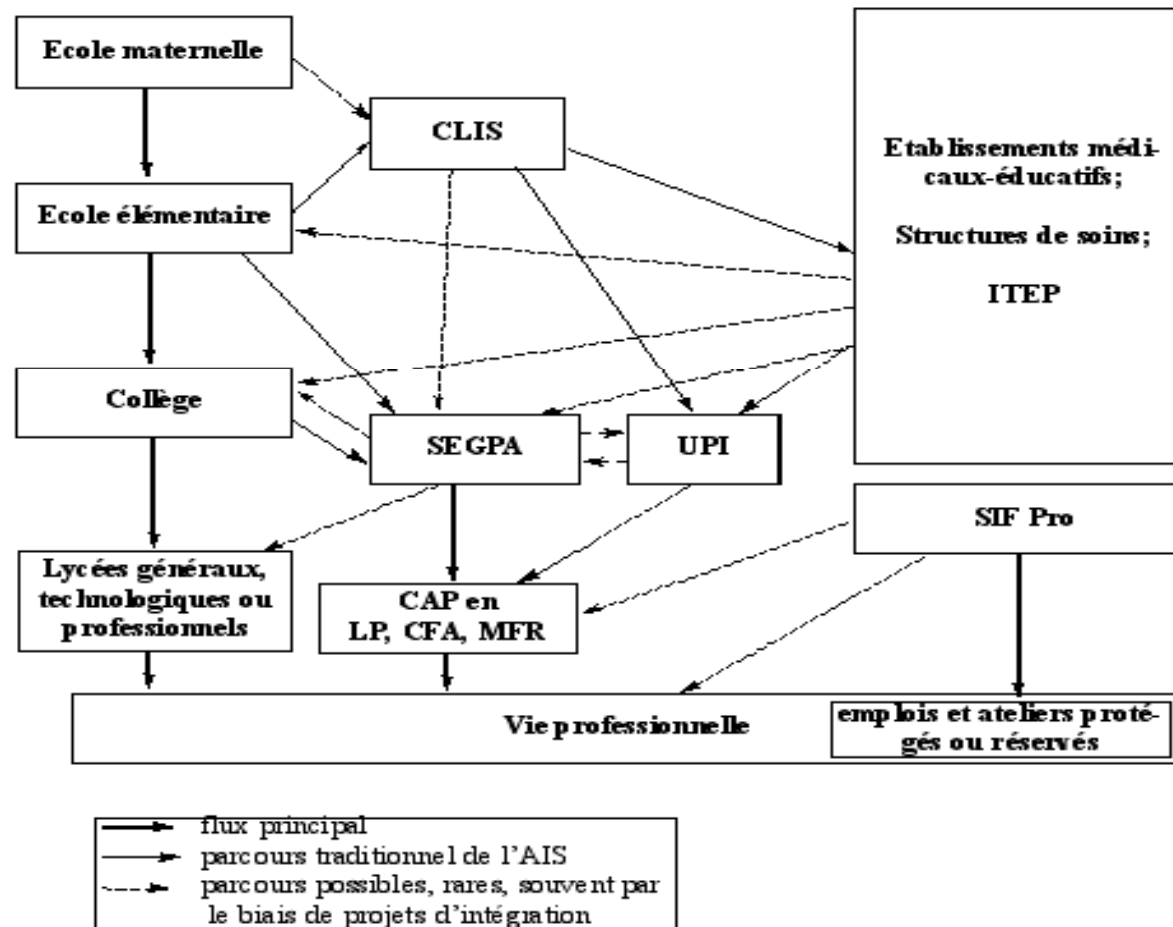 Ecole maternelle
CLIS
Etablissements médi-
caux-éducatifs;
Structures de soins;
ITEP
Ecole élémentaire
Collège
SEGPA
UPI
SIF Pro
Lycées généraux,
technologiques ou
professionnels
CAP en
LP, CFA, MFR
Vie professionnelle
emplois et ateliers proté-
gés ou réservés
flux principal
parcours traditionnel de l'AIS
parcours possibles, rares, souvent par
le biais de projets d'intégration